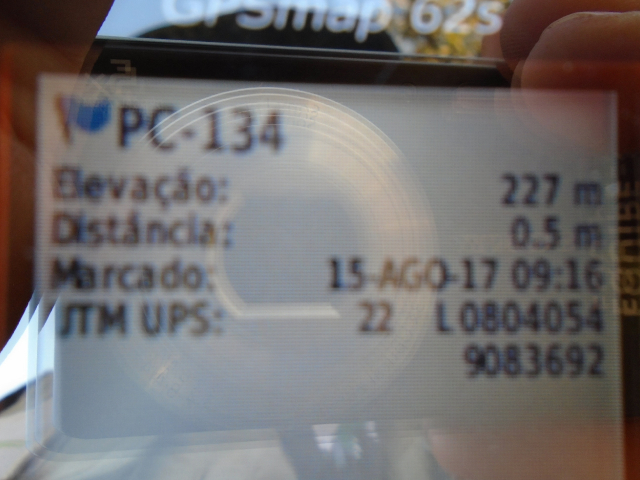 GPSmap 62s
PC-134
Elevação: 227 m
Distância: 0.5 m
Marcado: 15-AGO-17 09:16
UTM UPS: 22 L 0804054
9083692